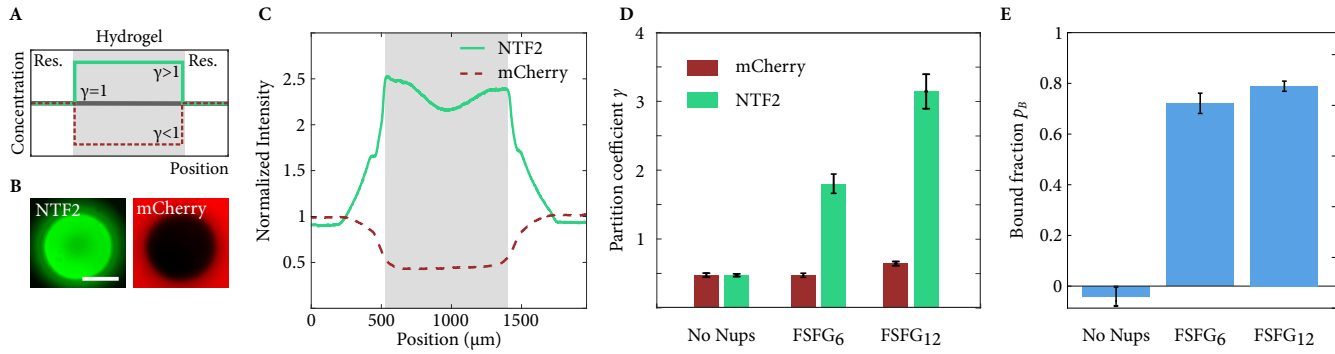 A
Hydrogel
Res.
Res.
γ>1
γ=1
γ<1
Concentration
Position
B
NTF2
mCherry
C
NTF2
mCherry
Normalized Intensity
2.5
2
1
0.5
0
500
1000
1500
Position (μm)
D
mCherry
NTF2
Partition coefficient γ
4
3
2
1
No Nups
FSFG6
FSFG12
E
Bound fraction pB
1
0.8
0.6
0.4
0.2
0
No Nups
FSFG6
FSFG12